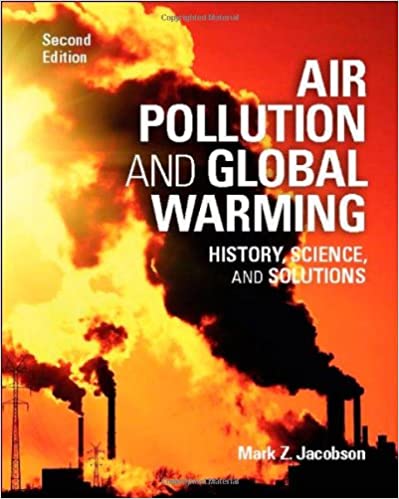 Second
Edition
AIR
POLLUTION
AND GLOBAL
WARMING
HISTORY, SCIENCE,
AND SOLUTIONS
Mark Z. Jacobson